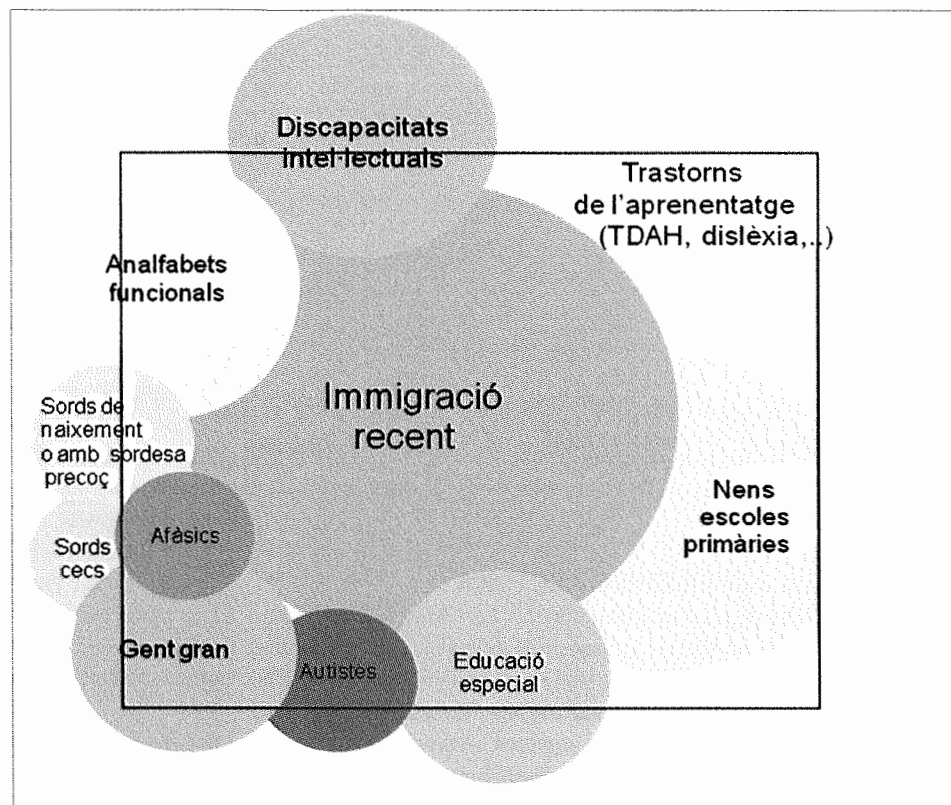 Discapacitats
intel·lectuals
Trastorns
de l'aprenentatge
(TDAH, dislèxia,..)
Analfabets
funcionals
Immigració
recent
Sords de
naixement
o amb sordesa
precoç
Nens
escoles
primàries
Afàsics
Sords
cecs
Gent gran
Autistes
Educació
especial